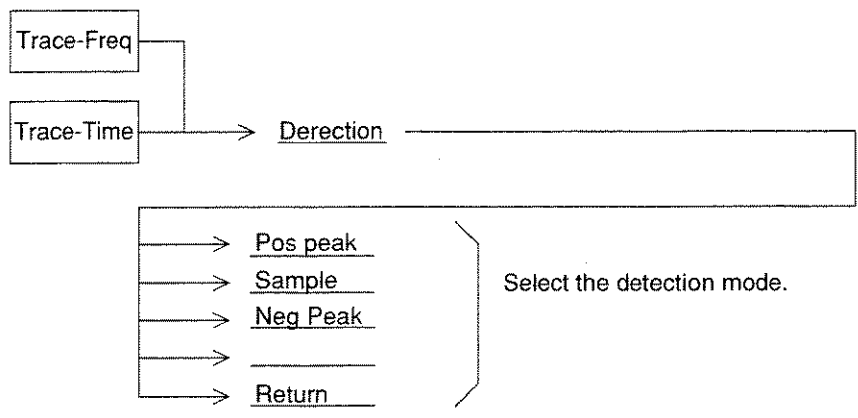 Trace-Freq
Trace-Time
Derection
Pos peak
Sample
Neg Peak
Return
Select the detection mode.